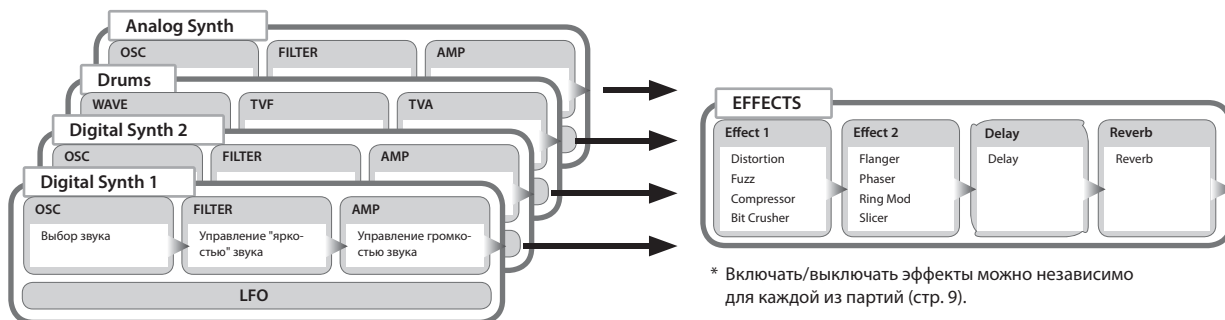 Analog Synth
OSC
FILTER
AMP
Drums
WAVE
TVF
TVA
Digital Synth 2
OSC
FILTER
AMP
Digital Synth 1
OSC
Выбор звука
FILTER
Управление "ярко-
стью" звука
AMP
Управление громко-
стью звука
LFO
EFFECTS
Effect 1
Distortion
Fuzz
Compressor
Bit Crusher
Effect 2
Flanger
Phaser
Ring Mod
Slicer
Delay
Delay
Reverb
Reverb
* Включать/выключать эффекты можно независимо
для каждой из партий (стр. 9).